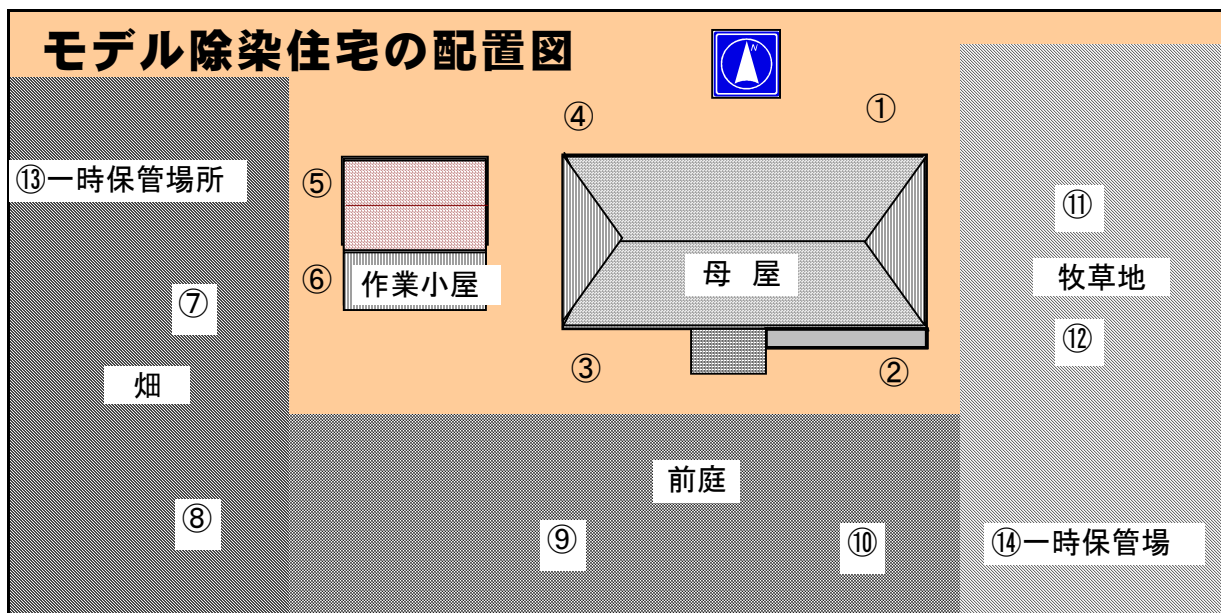 モデル除染住宅の配置図
N
①
④
⑬一時保管場所
⑤
⑪
⑥
作業小屋
母 屋
牧草地
⑦
⑫
③
②
畑
前庭
⑧
⑨
⑩
⑭一時保管場